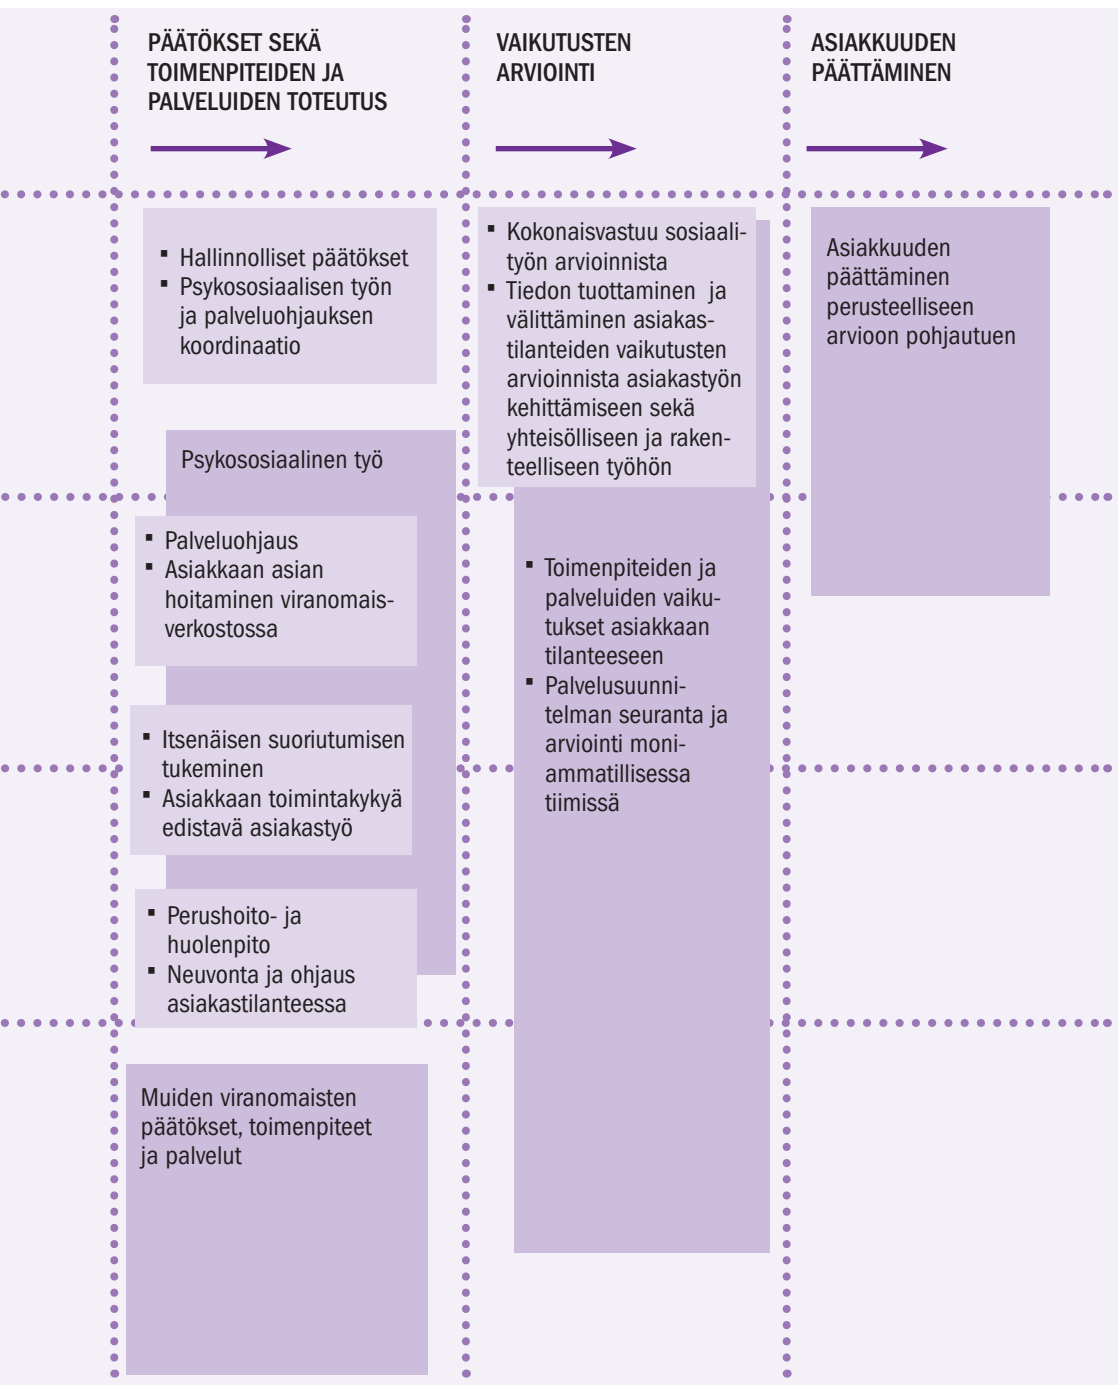 PÄÄTÖKSET SEKÄ
TOIMENPITEIDEN JA
PALVELUIDEN TOTEUTUS
VAIKUTUSTEN
ARVIOINTI
ASIAKKUUDEN
PÄÄTTÄMINEN
▪ Hallinnolliset päätökset
▪ Psykososiaalisen työn
ja palveluohjauksen
koordinaatio
Psykososiaalinen työ
▪ Palveluohjaus
▪ Asiakkaan asian
hoitaminen viranomais-
verkostossa
▪ Itsenäisen suoriutumisen
tukeminen
▪ Asiakkaan toimintakykyä
edistavä asiakastyö
▪ Perushoito- ja
huolenpito
▪ Neuvonta ja ohjaus
asiakastilanteessa
Muiden viranomaisten
päätökset, toimenpiteet
ja palvelut
▪ Kokonaisvastuu sosiaali-
työn arvioinnista
▪ Tiedon tuottaminen ja
välittäminen asiakas-
tilanteiden vaikutusten
arvioinnista asiakastyön
kehittämiseen sekä
yhteisölliseen ja raken-
teelliseen työhön
▪ Toimenpiteiden ja
palveluiden vaiku-
tukset asiakkaan
tilanteeseen
▪ Palvelusuunni-
telman seuranta ja
arviointi moni-
ammatillisessa
tiimissä
Asiakkuuden
päättäminen
perusteelliseen
arvioon pohjautuen